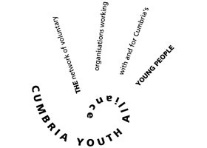 THE network of voluntary
organisations working
with and for Cumbria's
YOUNG PEOPLE
CUMBRIA YOUTH Alliance